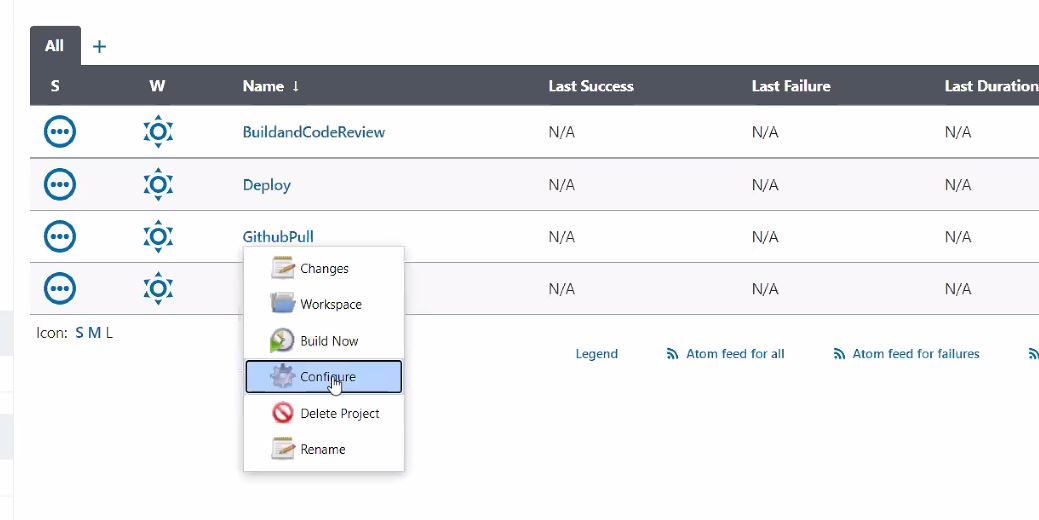 All +
S W Name ↓ Last Success Last Failure Last Duration
BuildandCodeReview N/A N/A N/A
Deploy N/A N/A N/A
GithubPull N/A N/A N/A
N/A N/A N/A
Changes
Workspace
Build Now
Configure
Delete Project
Rename
Icon: S M L
Legend Atom feed for all Atom feed for failures